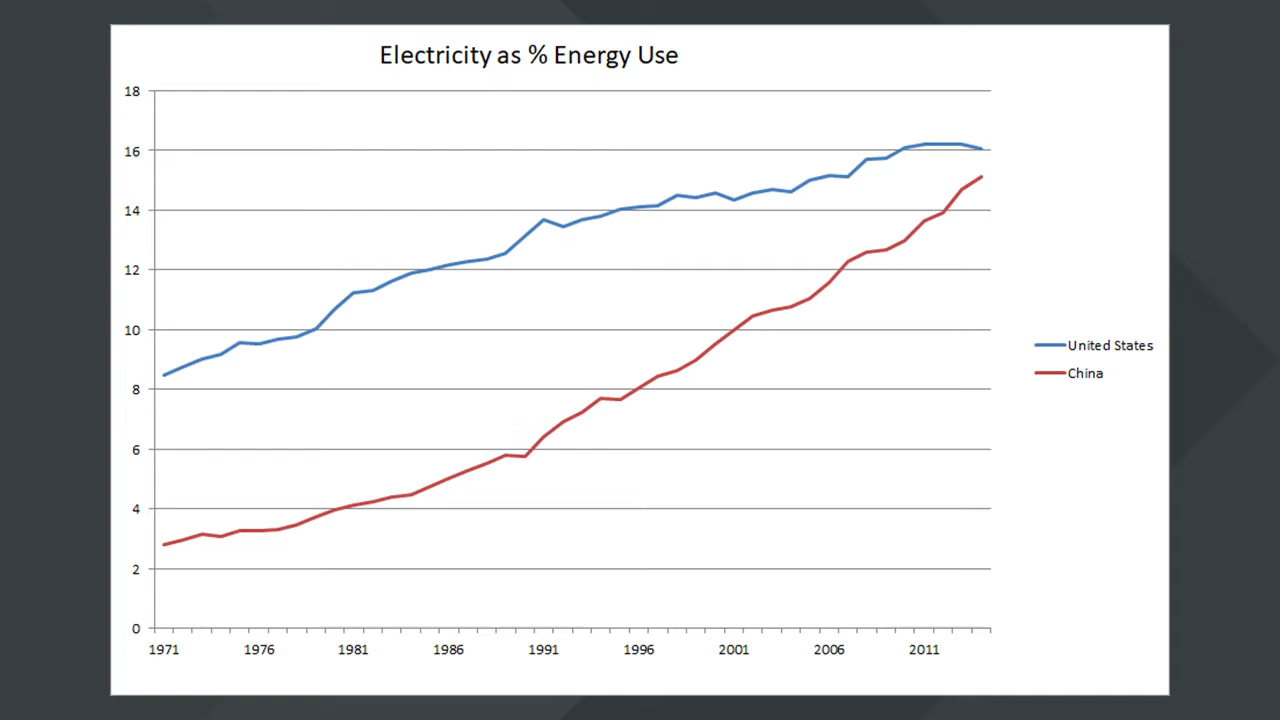 Electricity as % Energy Use
18
16
14
12
10
8
6
4
2
0
1971 1976 1981 1986 1991 1996 2001 2006 2011
United States
China